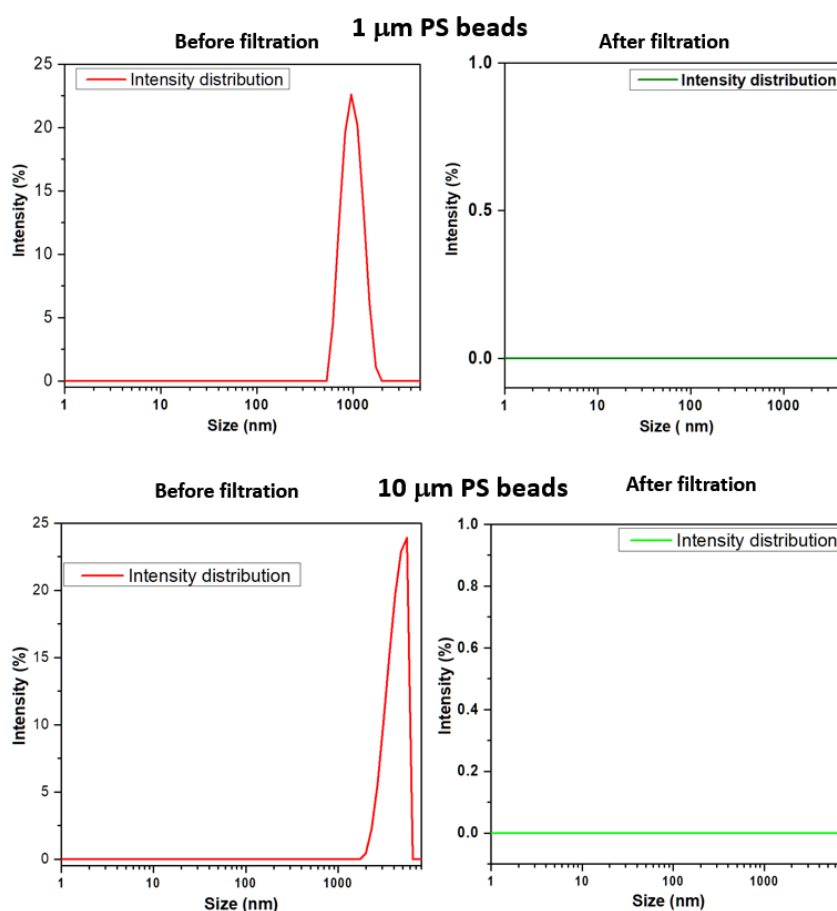 1 μm PS beads
Before filtration
After filtration
25
20
15
10
5
0
Intensity (%)
Intensity distribution
1
10
100
1000
Size (nm)
1.0
0.5
0.0
Intensity (%)
Intensity distribution
1
10
100
1000
Size ( nm)
10 μm PS beads
Before filtration
After filtration
25
20
15
10
5
0
Intensity (%)
Intensity distribution
1
10
100
1000
Size (nm)
1.0
0.8
0.6
0.4
0.2
0.0
Intensity (%)
Intensity distribution
1
10
100
1000
Size (nm)